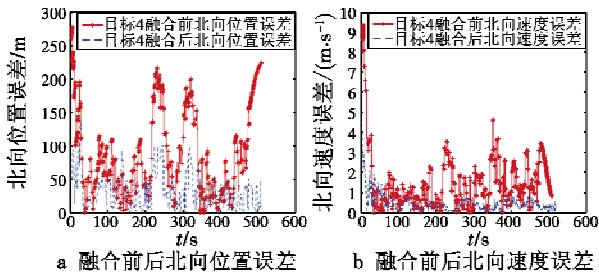 目标4融合前北向位置误差
目标4融合后北向位置误差
北向位置误差/m
300
250
200
150
100
50
0
0 100 200 300 400 500 600
t/s
a 融合前后北向位置误差
目标4融合前北向速度误差
目标4融合后北向速度误差
北向速度误差/(m·s⁻¹)
10
9
8
7
6
5
4
3
2
1
0
0 100 200 300 400 500 600
t/s
b 融合前后北向速度误差